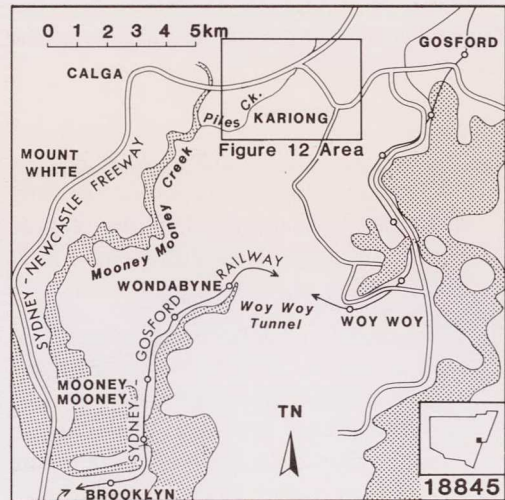 0 1 2 3 4 5km
GOSFORD
CALGA
Piles Ck.
KARIONG
Figure 12 Area
MOUNT
WHITE
SYDNEY - NEWCASTLE FREEWAY
Mooney Mooney Creek
WONDABYNE
SYDNEY - GOSFORD RAILWAY
Woy Woy
Tunnel
WOY WOY
MOONEY
MOONEY
TN
BROOKLYN
18845